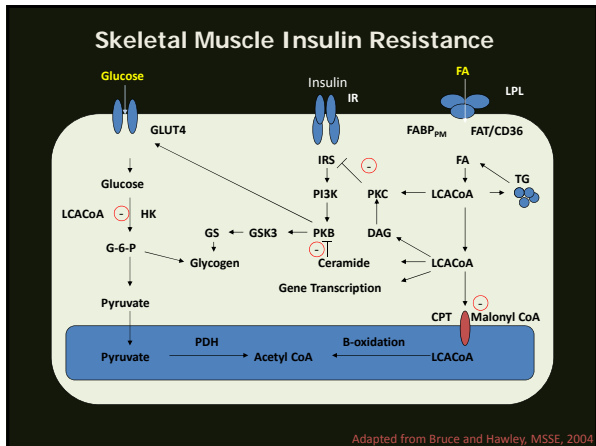 Skeletal Muscle Insulin Resistance
Glucose
Insulin
FA
IR
LPL
GLUT4
FABPPM
FAT/CD36
IRS
-
FA
Glucose
TG
PI3K
PKC
LCACoA
LCACoA
-
HK
GS
GSK3
PKB
DAG
G-6-P
-
Glycogen
Ceramide
LCACoA
Gene Transcription
Pyruvate
-
CPT
Malonyl CoA
PDH
B-oxidation
Pyruvate
Acetyl CoA
LCACoA
Adapted from Bruce and Hawley, MSSE, 2004